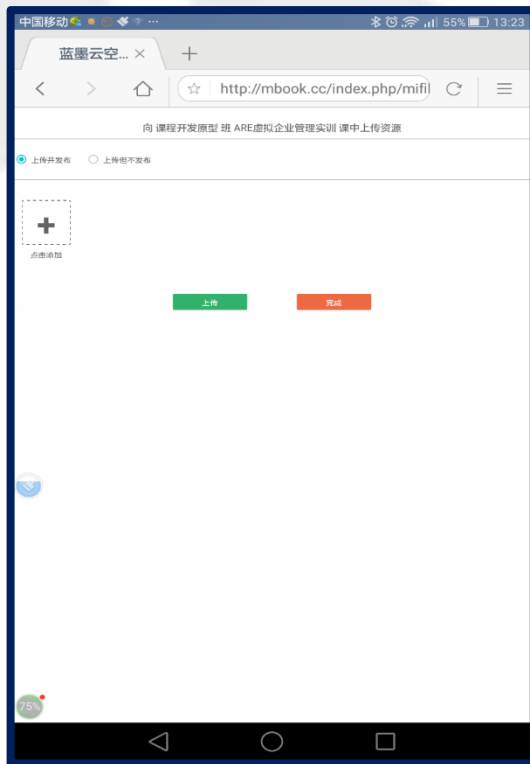 中国移动 ... 55% 13:23
蓝墨云空... × +
http://mbook.cc/index.php/mifil
向 课程开发原型 班 ARE虚拟企业管理实训 课中上传资源
上传并发布 上传但不发布
点击添加
上传 完成
75%